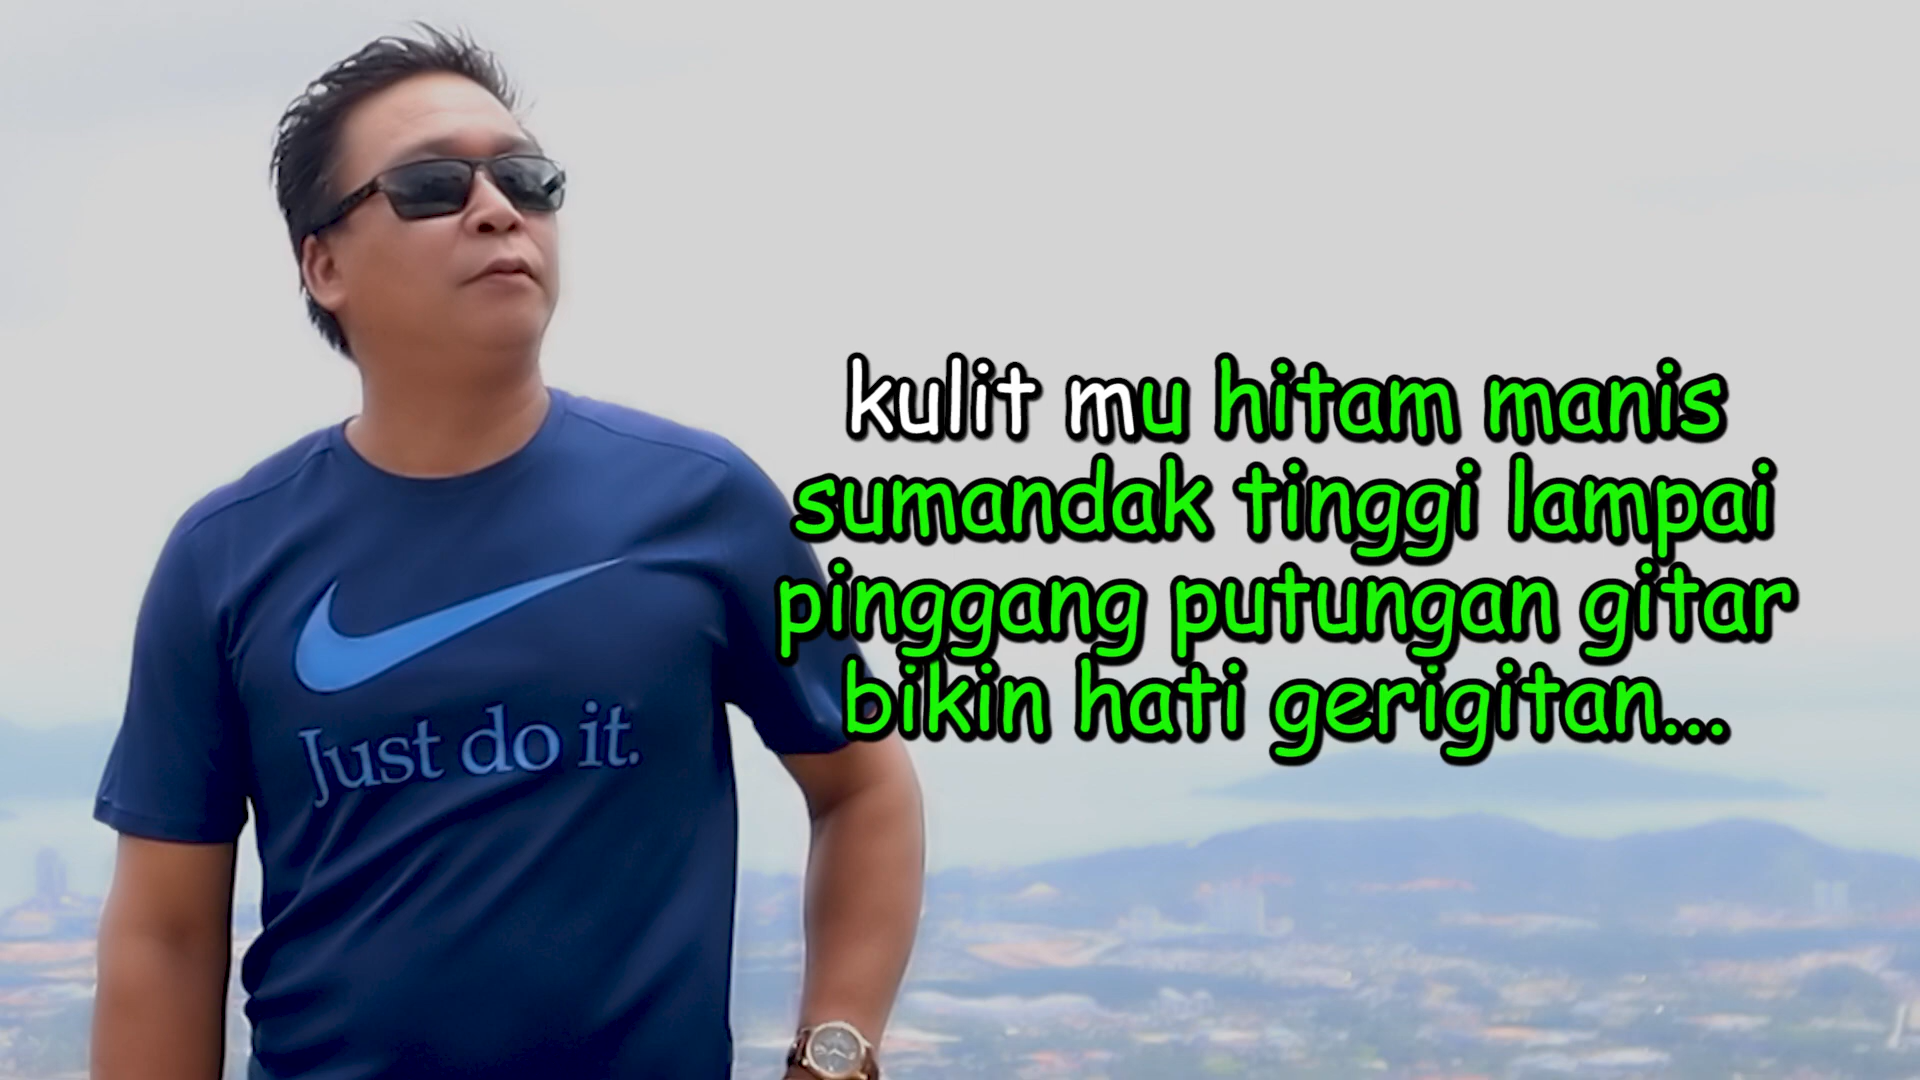 kulit mu hitam manis
sumandak tinggi lampai
pinggang putungan gitar
bikin hati gerigitan...
Just do it.